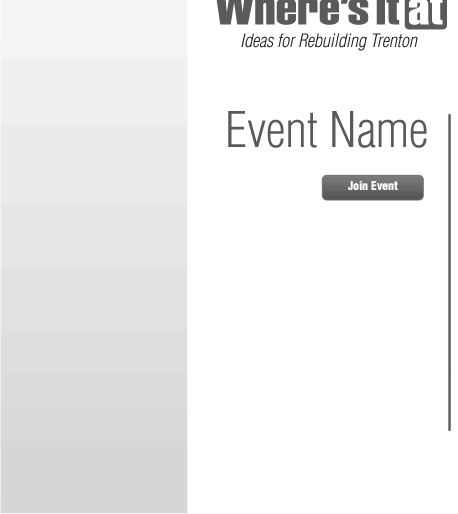 Where's it at
Ideas for Rebuilding Trenton
Event Name
Join Event